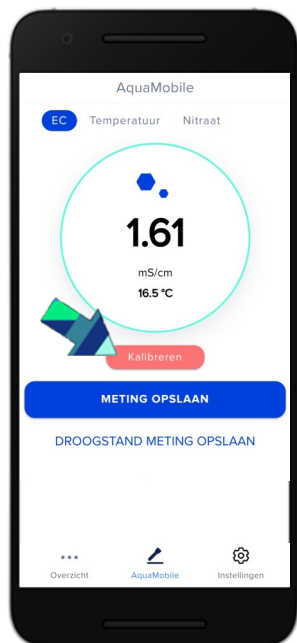 AquaMobile
EC Temperatuur Nitraat
1.61
mS/cm
16.5 °C
Kalibreren
METING OPSLAAN
DROOGSTAND METING OPSLAAN
Overzicht AquaMobile Instellingen